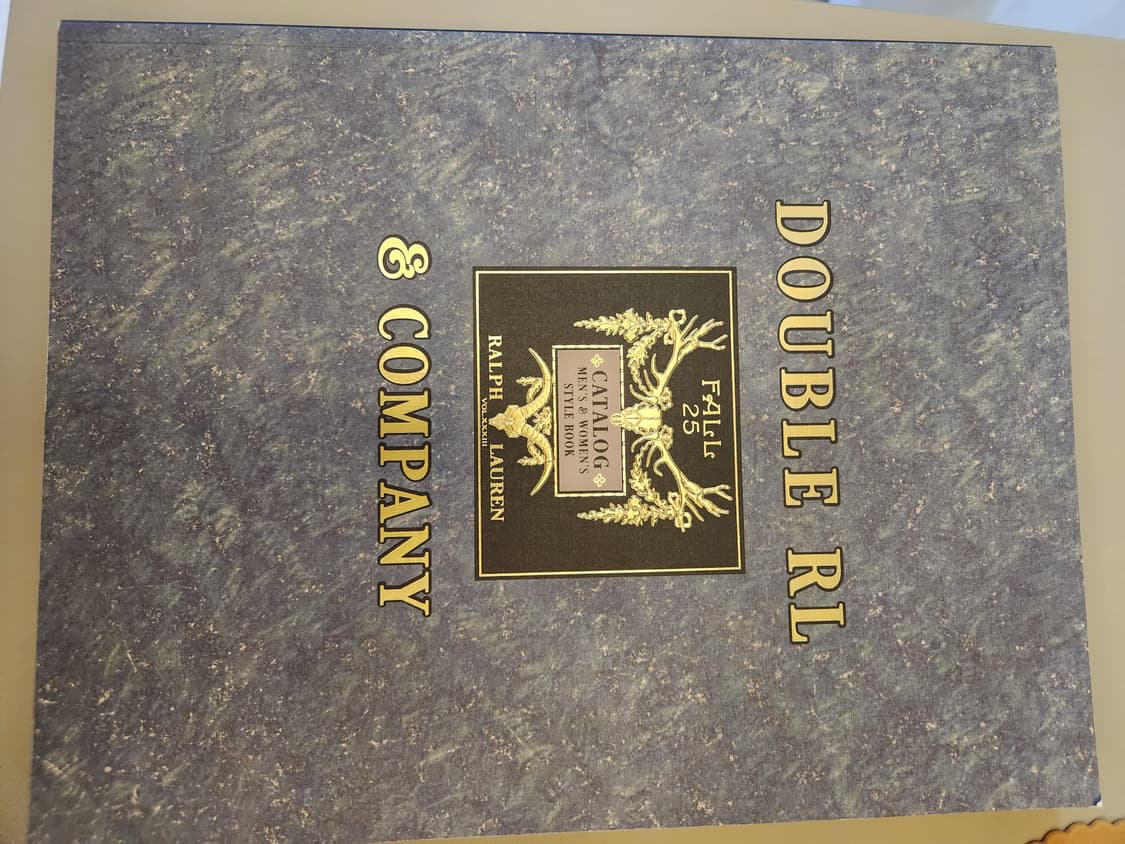 DOUBLE RL
FALL
25
CATALOG
MEN'S & WOMEN'S
STYLE BOOK
RALPH LAUREN
VOL.XXXIII
& COMPANY